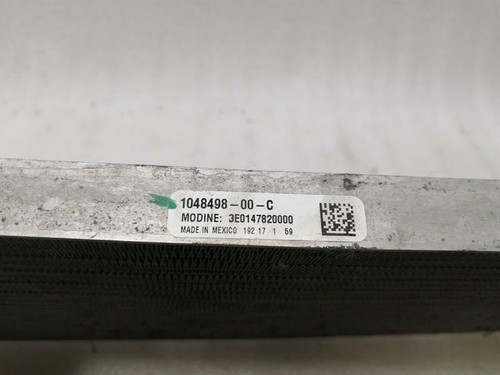 1048498-00-C
MODINE: 3E0147820000
MADE IN MEXICO 192 17 1 59